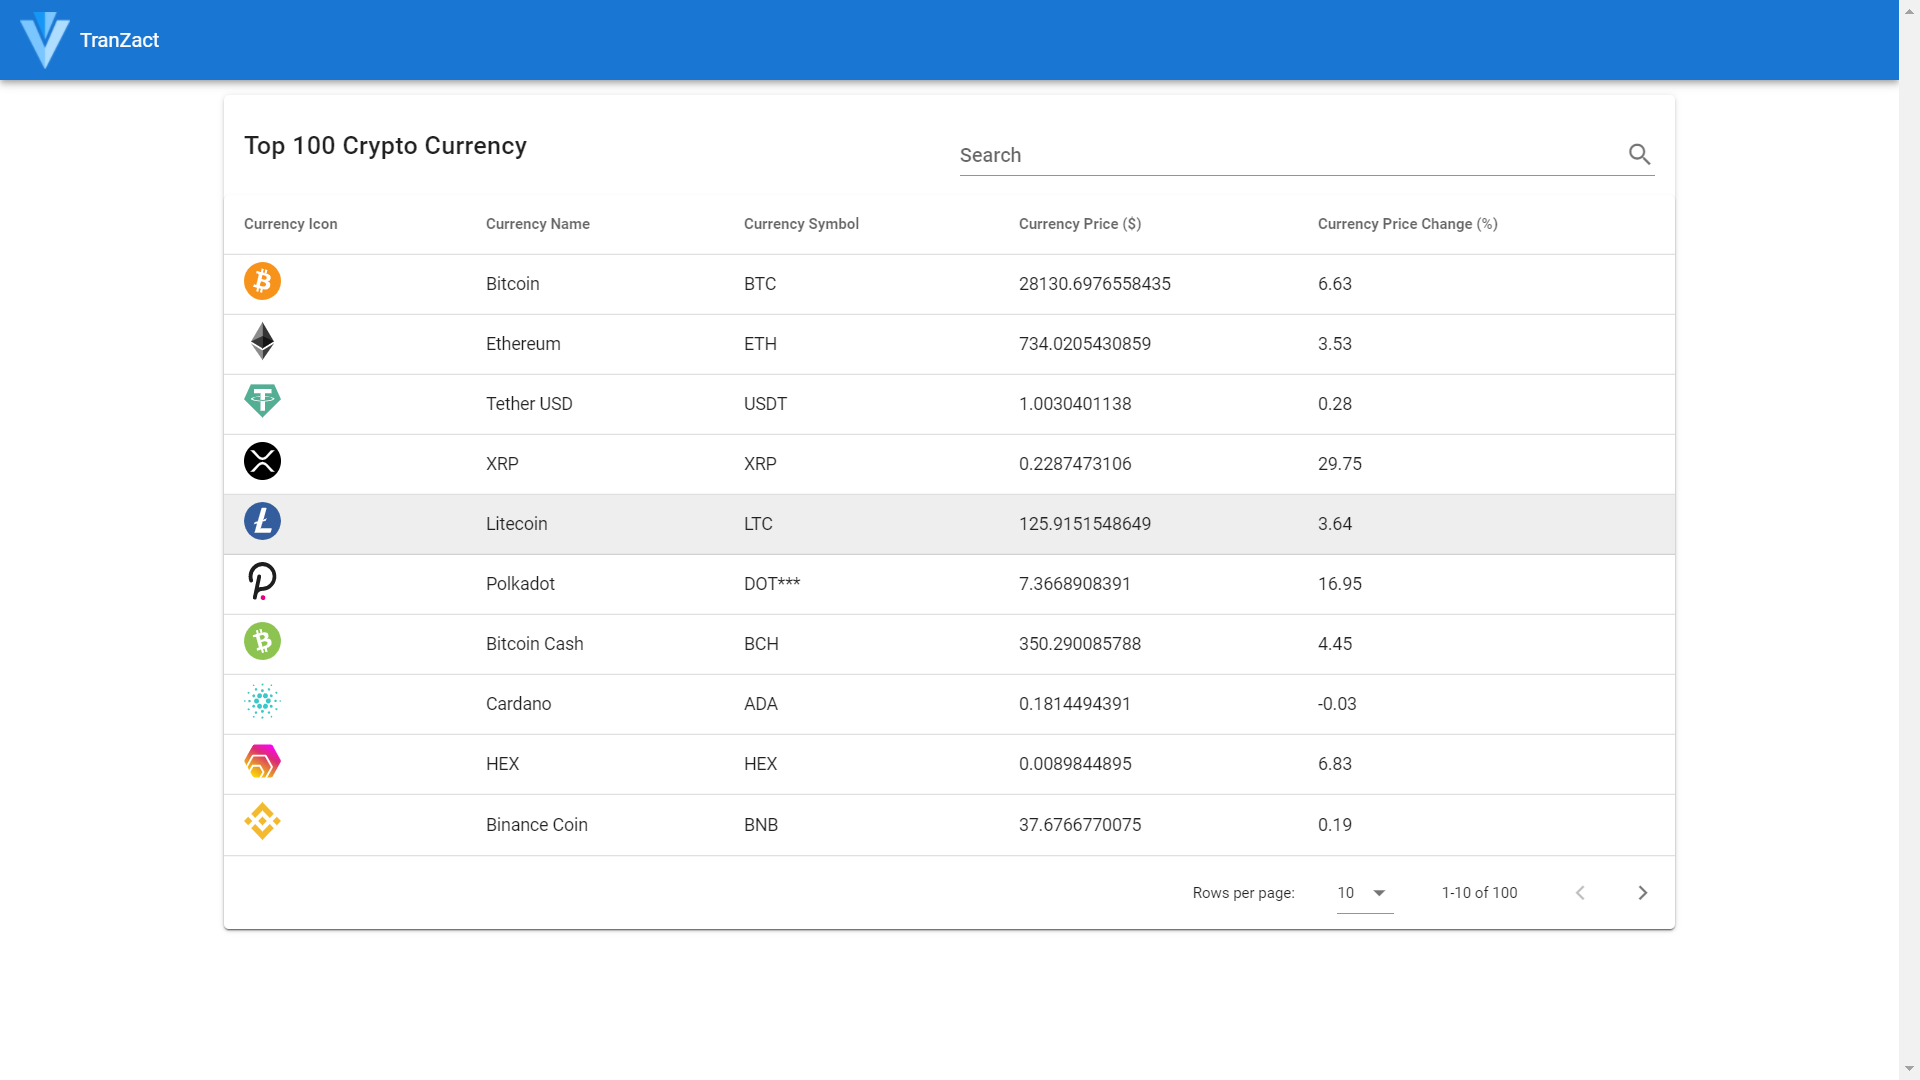 TranZact
Top 100 Crypto Currency
Search
Currency Icon Currency Name Currency Symbol Currency Price ($) Currency Price Change (%)
Bitcoin BTC 28130.6976558435 6.63
Ethereum ETH 734.0205430859 3.53
Tether USD USDT 1.0030401138 0.28
XRP XRP 0.2287473106 29.75
Litecoin LTC 125.9151548649 3.64
Polkadot DOT*** 7.3668908391 16.95
Bitcoin Cash BCH 350.290085788 4.45
Cardano ADA 0.1814494391 -0.03
HEX HEX 0.0089844895 6.83
Binance Coin BNB 37.6766770075 0.19
Rows per page: 10 1-10 of 100